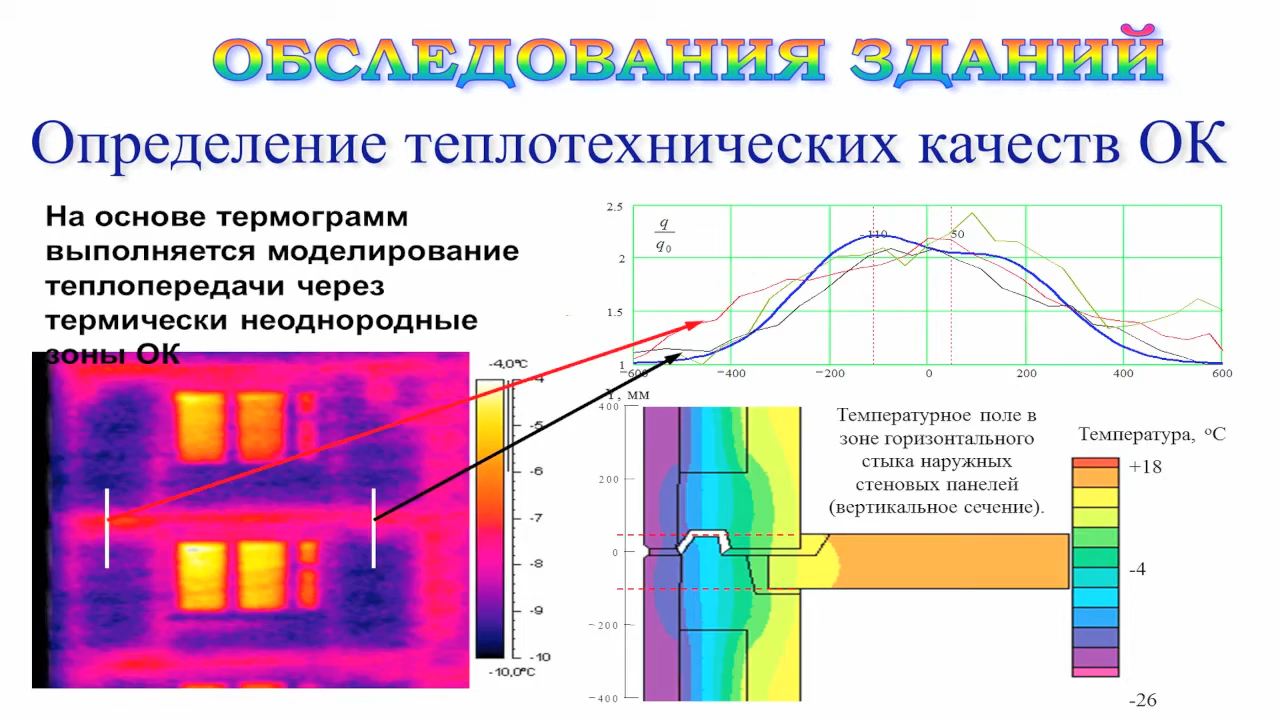 ОБСЛЕДОВАНИЯ ЗДАНИЙ
Определение теплотехнических качеств ОК
На основе термограмм
выполняется моделирование
теплопередачи через
термически неоднородные
зоны ОК
-4,0°C
-4
-5
-6
-7
-8
-9
-10
-10,0°C
2.5
2
1.5
1
q
q₀
-110
50
−600
−400
−200
0
200
400
600
Y, мм
400
200
0
−200
−400
Температурное поле в
зоне горизонтального
стыка наружных
стеновых панелей
(вертикальное сечение).
Температура, °С
+18
-4
-26